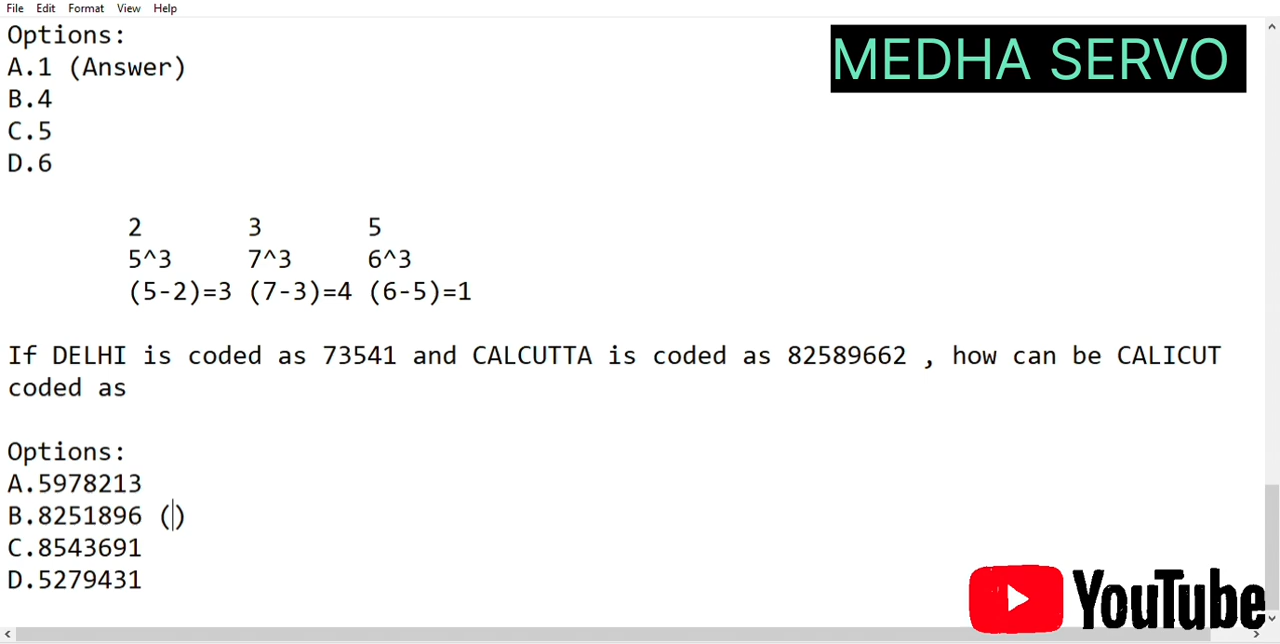 File Edit Format View Help
Options:
MEDHA SERVO
A.1 (Answer)
B.4
C.5
D.6
2 3 5
5^3 7^3 6^3
(5-2)=3 (7-3)=4 (6-5)=1
If DELHI is coded as 73541 and CALCUTTA is coded as 82589662 , how can be CALICUT
coded as
Options:
A.5978213
B.8251896 ()
C.8543691
D.5279431
YouTube